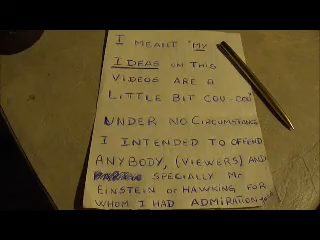 I MEANT "MY
IDEAS ON THIS
VIDEOS ARE A
LITTLE BIT COU-COU"
UNDER NO CIRCUMSTANCE
I INTENDED TO OFFEND
ANYBODY, (VIEWERS) AND
SPECIALLY Mr
EINSTEIN or HAWKING FOR
WHOM I HAD ADMIRATION